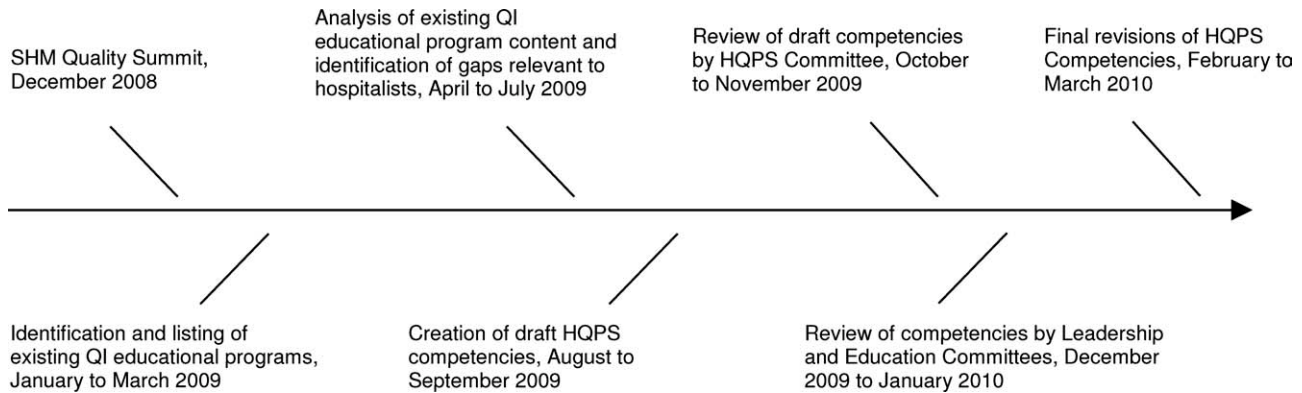 SHM Quality Summit,
December 2008
Analysis of existing QI
educational program content and
identification of gaps relevant to
hospitalists, April to July 2009
Review of draft competencies
by HQPS Committee, October
to November 2009
Final revisions of HQPS
Competencies, February to
March 2010
Identification and listing of
existing QI educational programs,
January to March 2009
Creation of draft HQPS
competencies, August to
September 2009
Review of competencies by Leadership
and Education Committees, December
2009 to January 2010